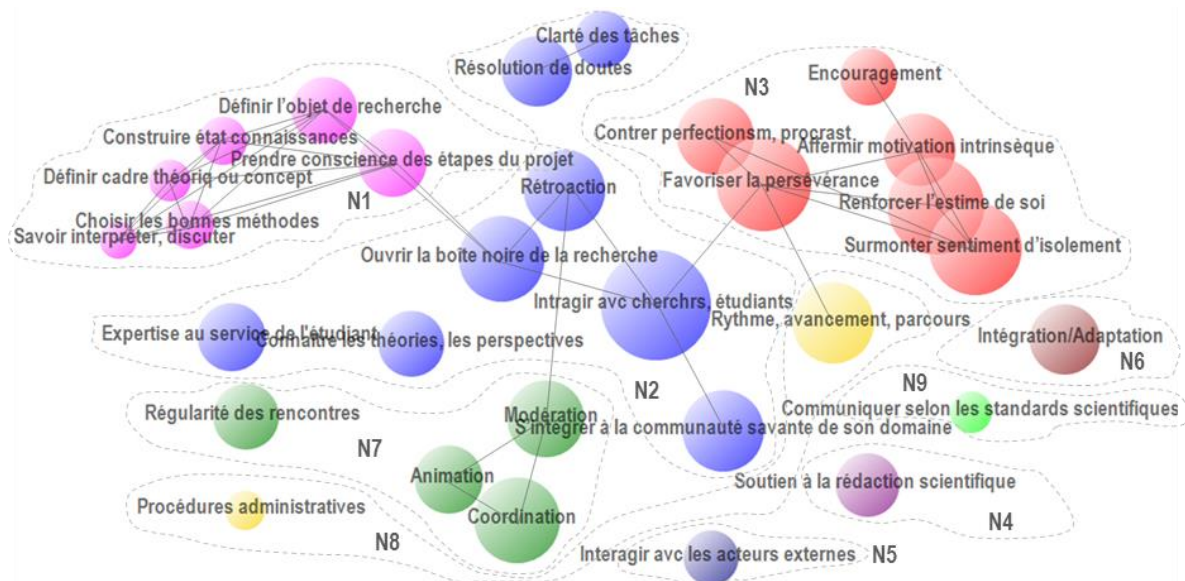 Clarté des tâches
Résolution de doutes
Encouragement
N3
Définir l'objet de recherche
Contrer perfectionsm, procrast
Construire état connaissances
Affermir motivation intrinsèque
Prendre conscience des étapes du projet
Définir cadre théoriq ou concept
Rétroaction
Favoriser la persévérance
N1
Renforcer l'estime de soi
Choisir les bonnes méthodes
Savoir interpréter, discuter
Surmonter sentiment d'isolement
Ouvrir la boîte noire de la recherche
Intragir avc cherchrs, étudiants
Rythme, avancement, parcours
Expertise au service de l'étudiant
Connaître les théories, les perspectives
Intégration/Adaptation
N6
N9
N2
Communiquer selon les standards scientifiques
Régularité des rencontres
Modération
S'intégrer à la communauté savante de son domaine
N7
Animation
Soutien à la rédaction scientifique
Procédures administratives
Coordination
N4
N8
Interagir avc les acteurs externes
N5